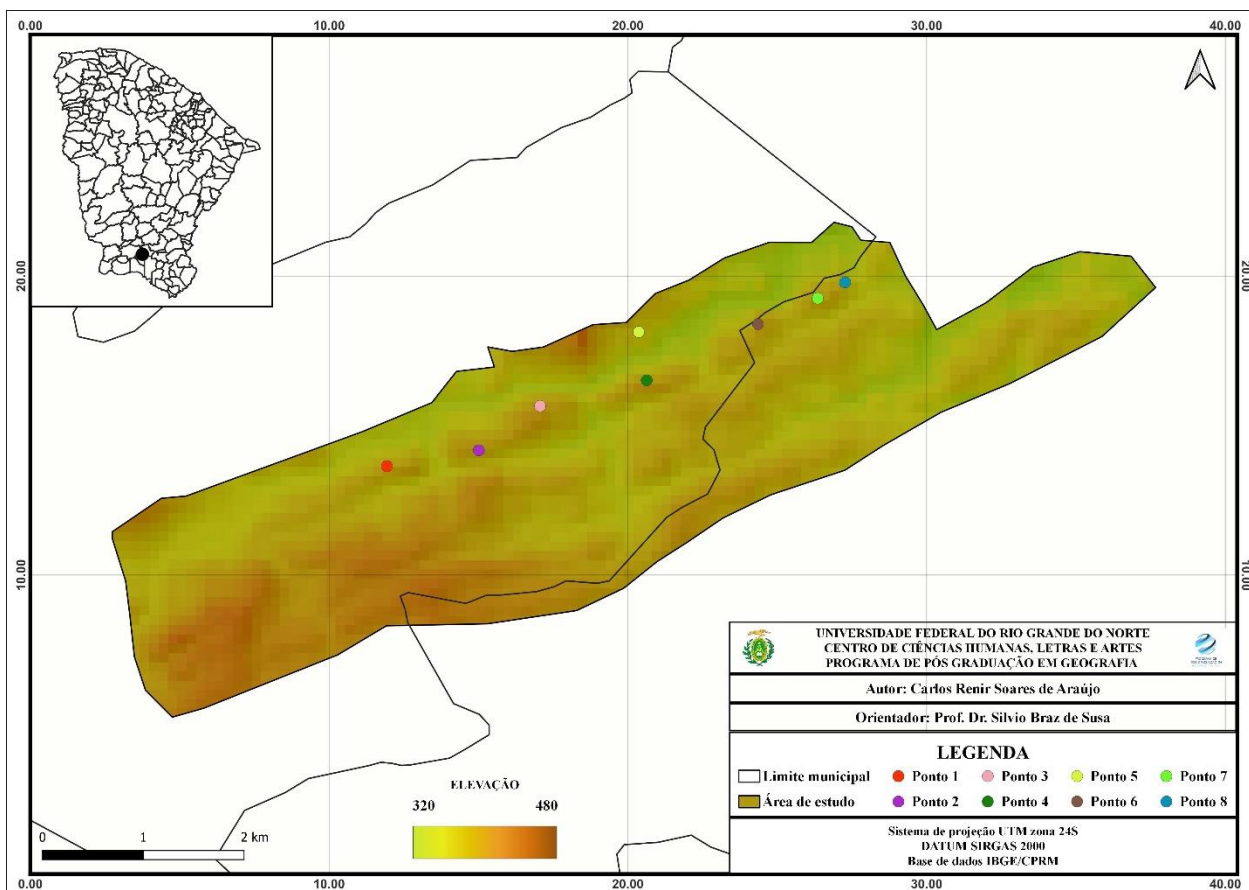 0.00 10.00 20.00 30.00 40.00
20.00 20.00
10.00 10.00
UNIVERSIDADE FEDERAL DO RIO GRANDE DO NORTE
CENTRO DE CIÊNCIAS HUMANAS, LETRAS E ARTES
PROGRAMA DE PÓS GRADUAÇÃO EM GEOGRAFIA
Autor: Carlos Renir Soares de Araújo
Orientador: Prof. Dr. Silvio Braz de Susa
LEGENDA
Limite municipal Ponto 1 Ponto 3 Ponto 5 Ponto 7
Área de estudo Ponto 2 Ponto 4 Ponto 6 Ponto 8
Sistema de projeção UTM zona 24S
DATUM SIRGAS 2000
Base de dados IBGE/CPRM
ELEVAÇÃO
320 480
0 1 2 km
0.00 10.00 20.00 30.00 40.00